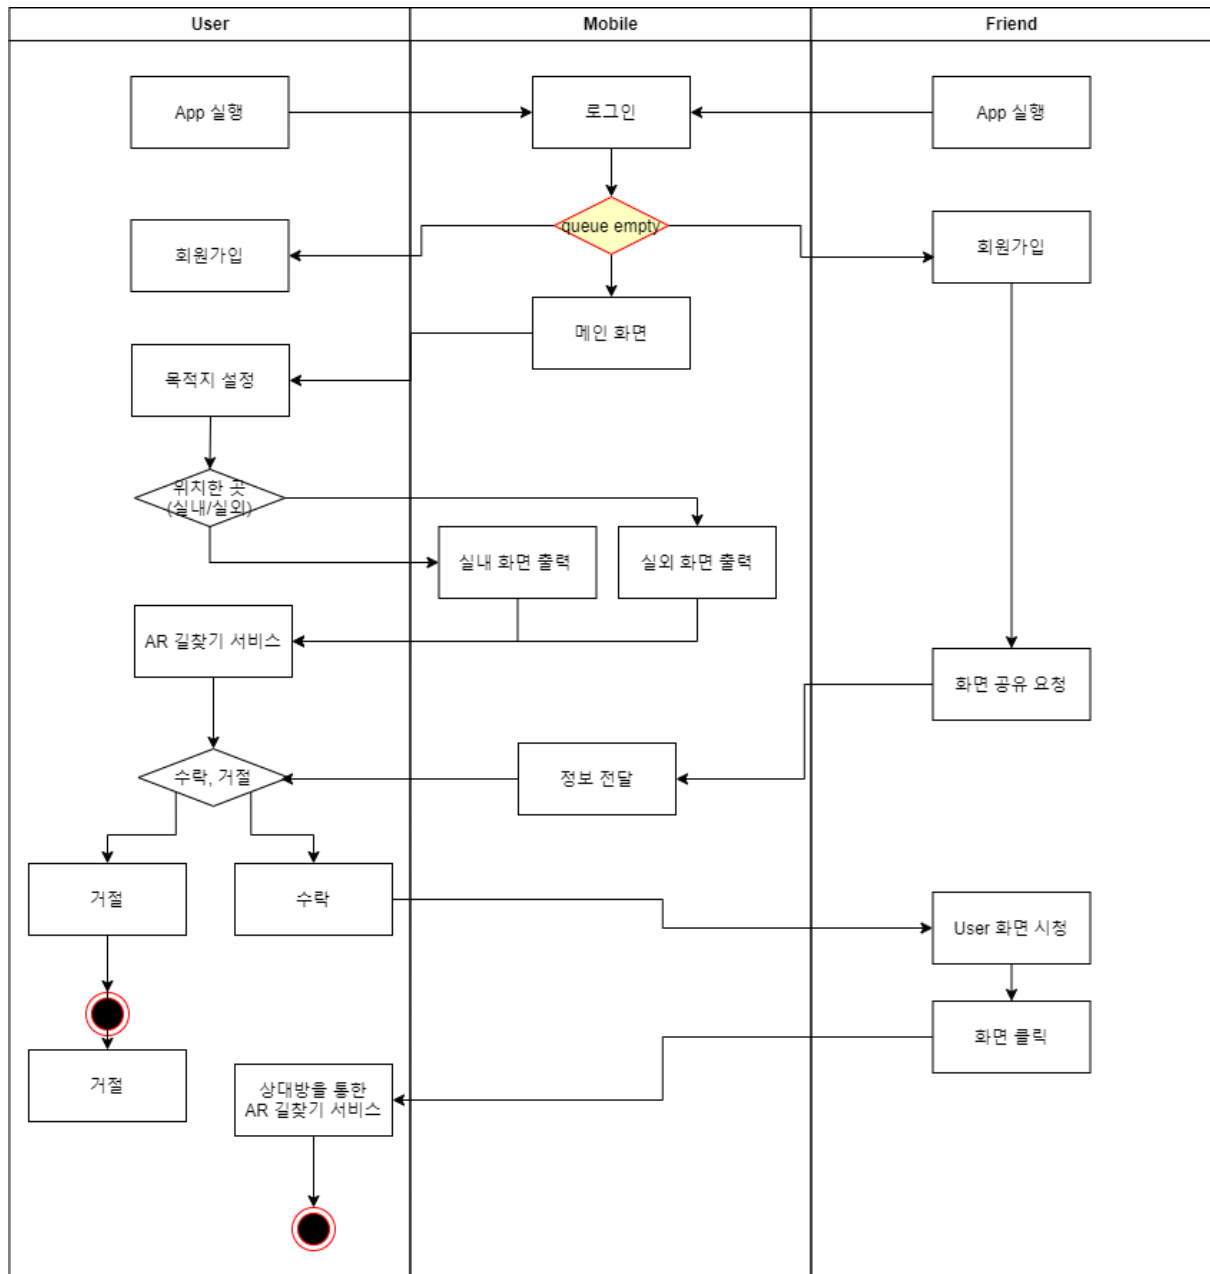 User
Mobile
Friend
App 실행
로그인
App 실행
queue empty
회원가입
회원가입
메인 화면
목적지 설정
위치한 곳
(실내/실외)
실내 화면 출력
실외 화면 출력
AR 길찾기 서비스
화면 공유 요청
수락, 거절
정보 전달
거절
수락
User 화면 시청
화면 클릭
거절
상대방을 통한
AR 길찾기 서비스